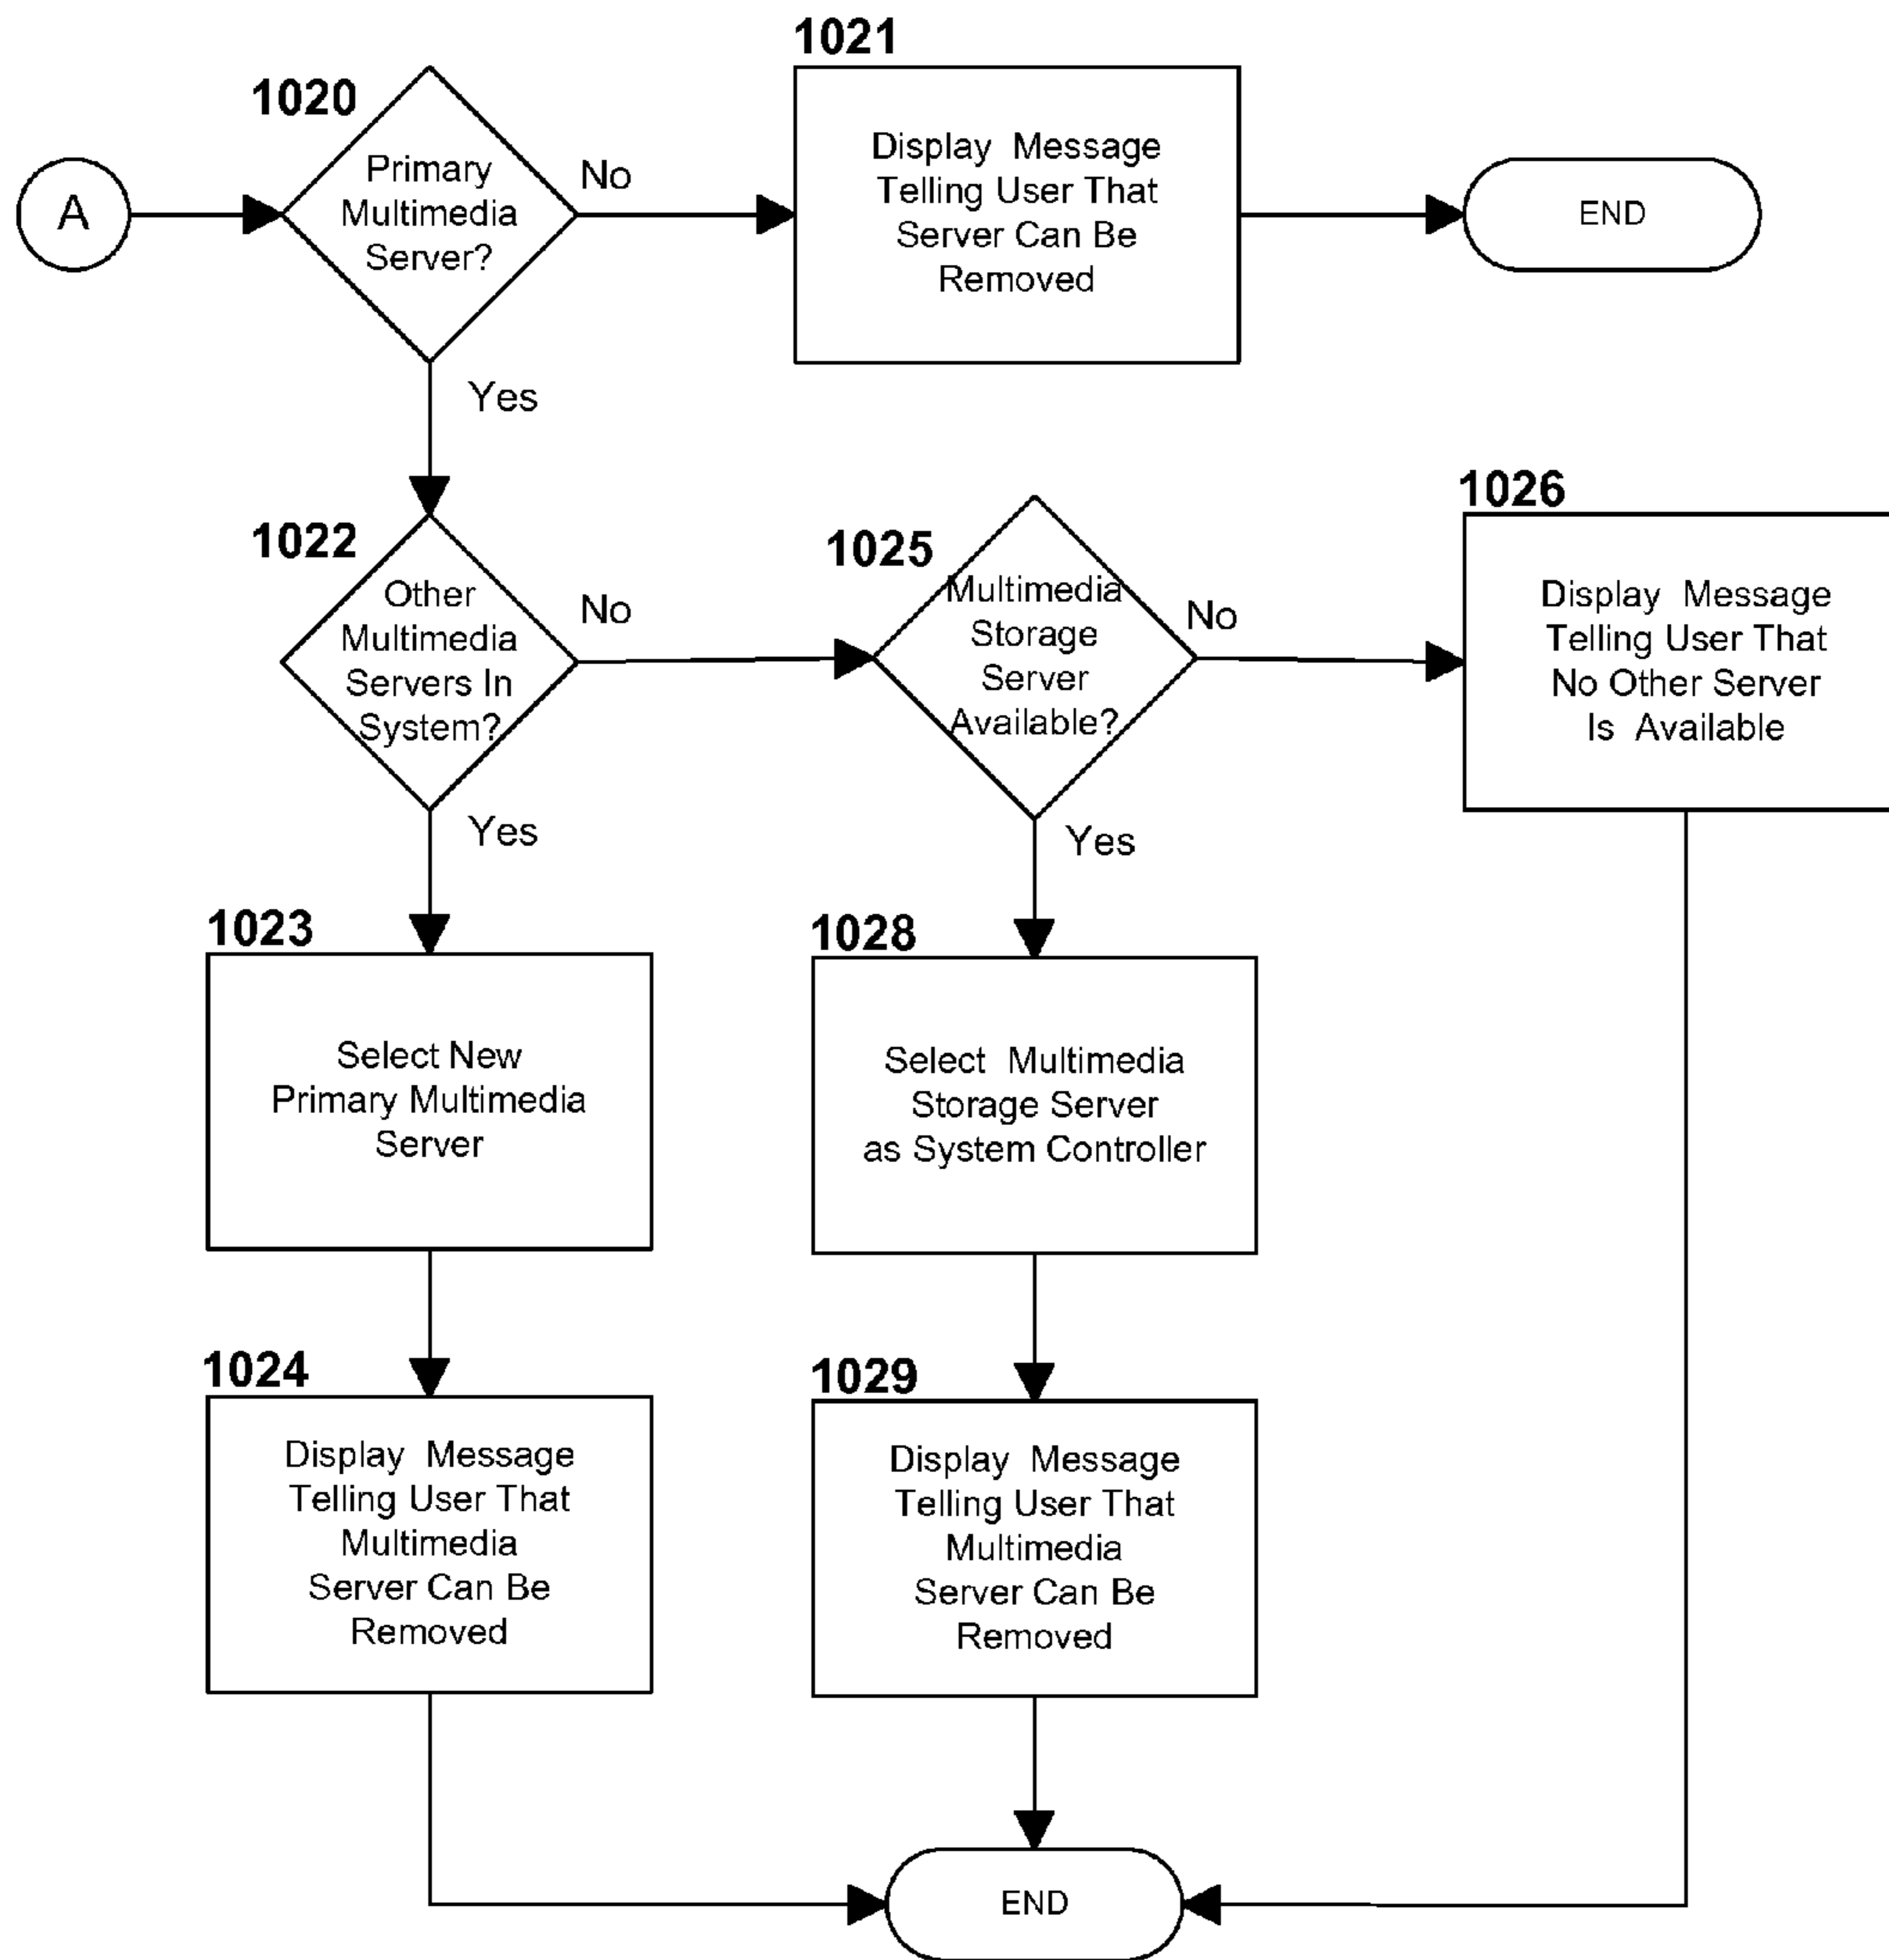 1020
1021
A
Primary
Multimedia
Server?
No
Yes
Display Message
Telling User That
Server Can Be
Removed
END
1022
Other
Multimedia
Servers In
System?
No
Yes
1025
Multimedia
Storage
Server
Available?
No
Yes
1026
Display Message
Telling User That
No Other Server
Is Available
1023
Select New
Primary Multimedia
Server
1028
Select Multimedia
Storage Server
as System Controller
1024
Display Message
Telling User That
Multimedia
Server Can Be
Removed
1029
Display Message
Telling User That
Multimedia
Server Can Be
Removed
END